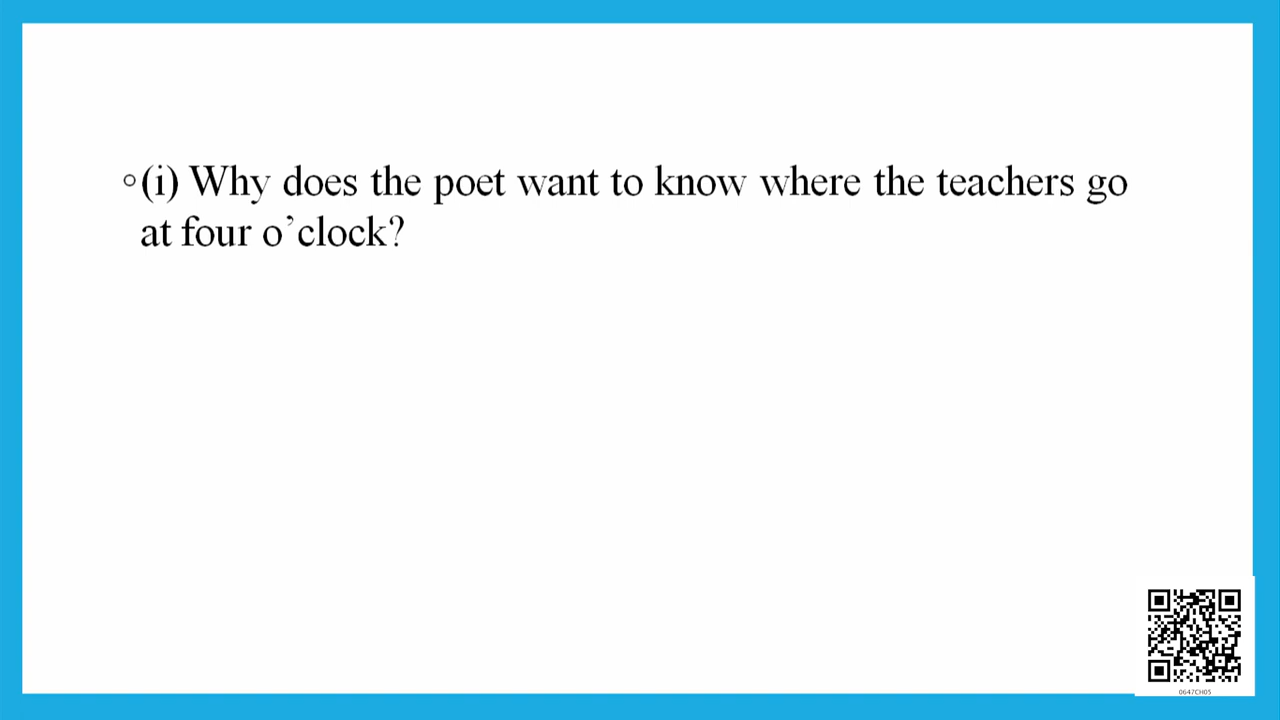 ◦(i) Why does the poet want to know where the teachers go
at four o’clock?
0647CH05